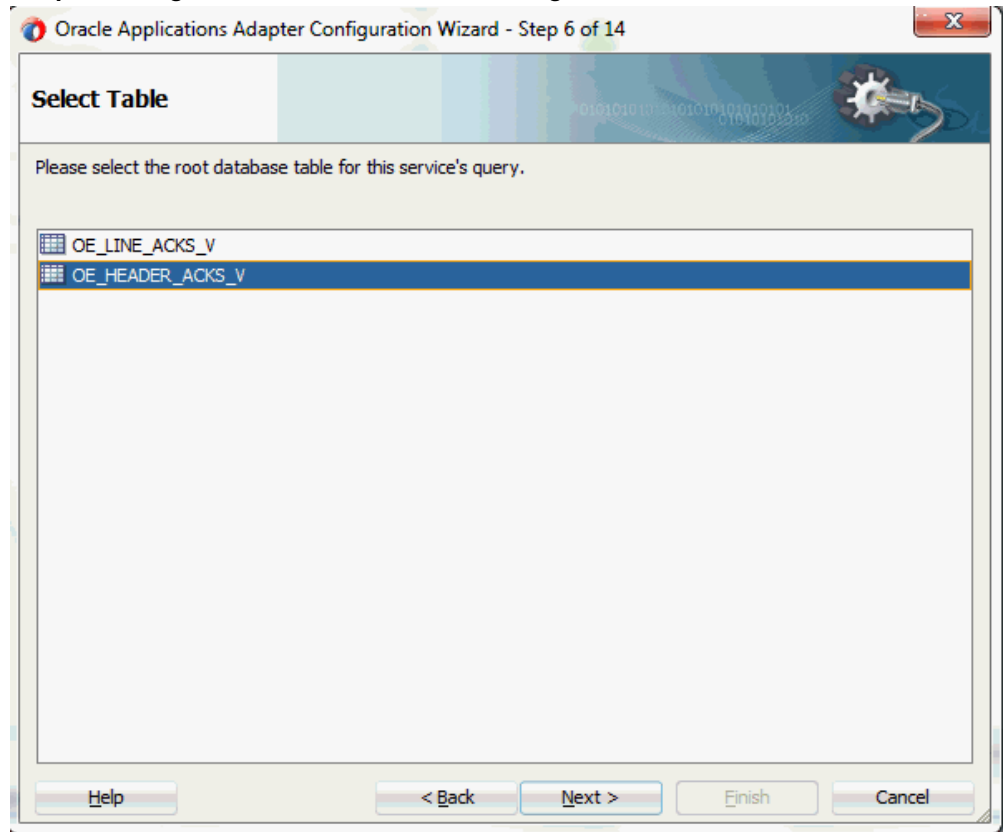 Oracle Applications Adapter Configuration Wizard - Step 6 of 14
Select Table
Please select the root database table for this service's query.
OE_LINE_ACKS_V
OE_HEADER_ACKS_V
Help
< Back
Next >
Finish
Cancel